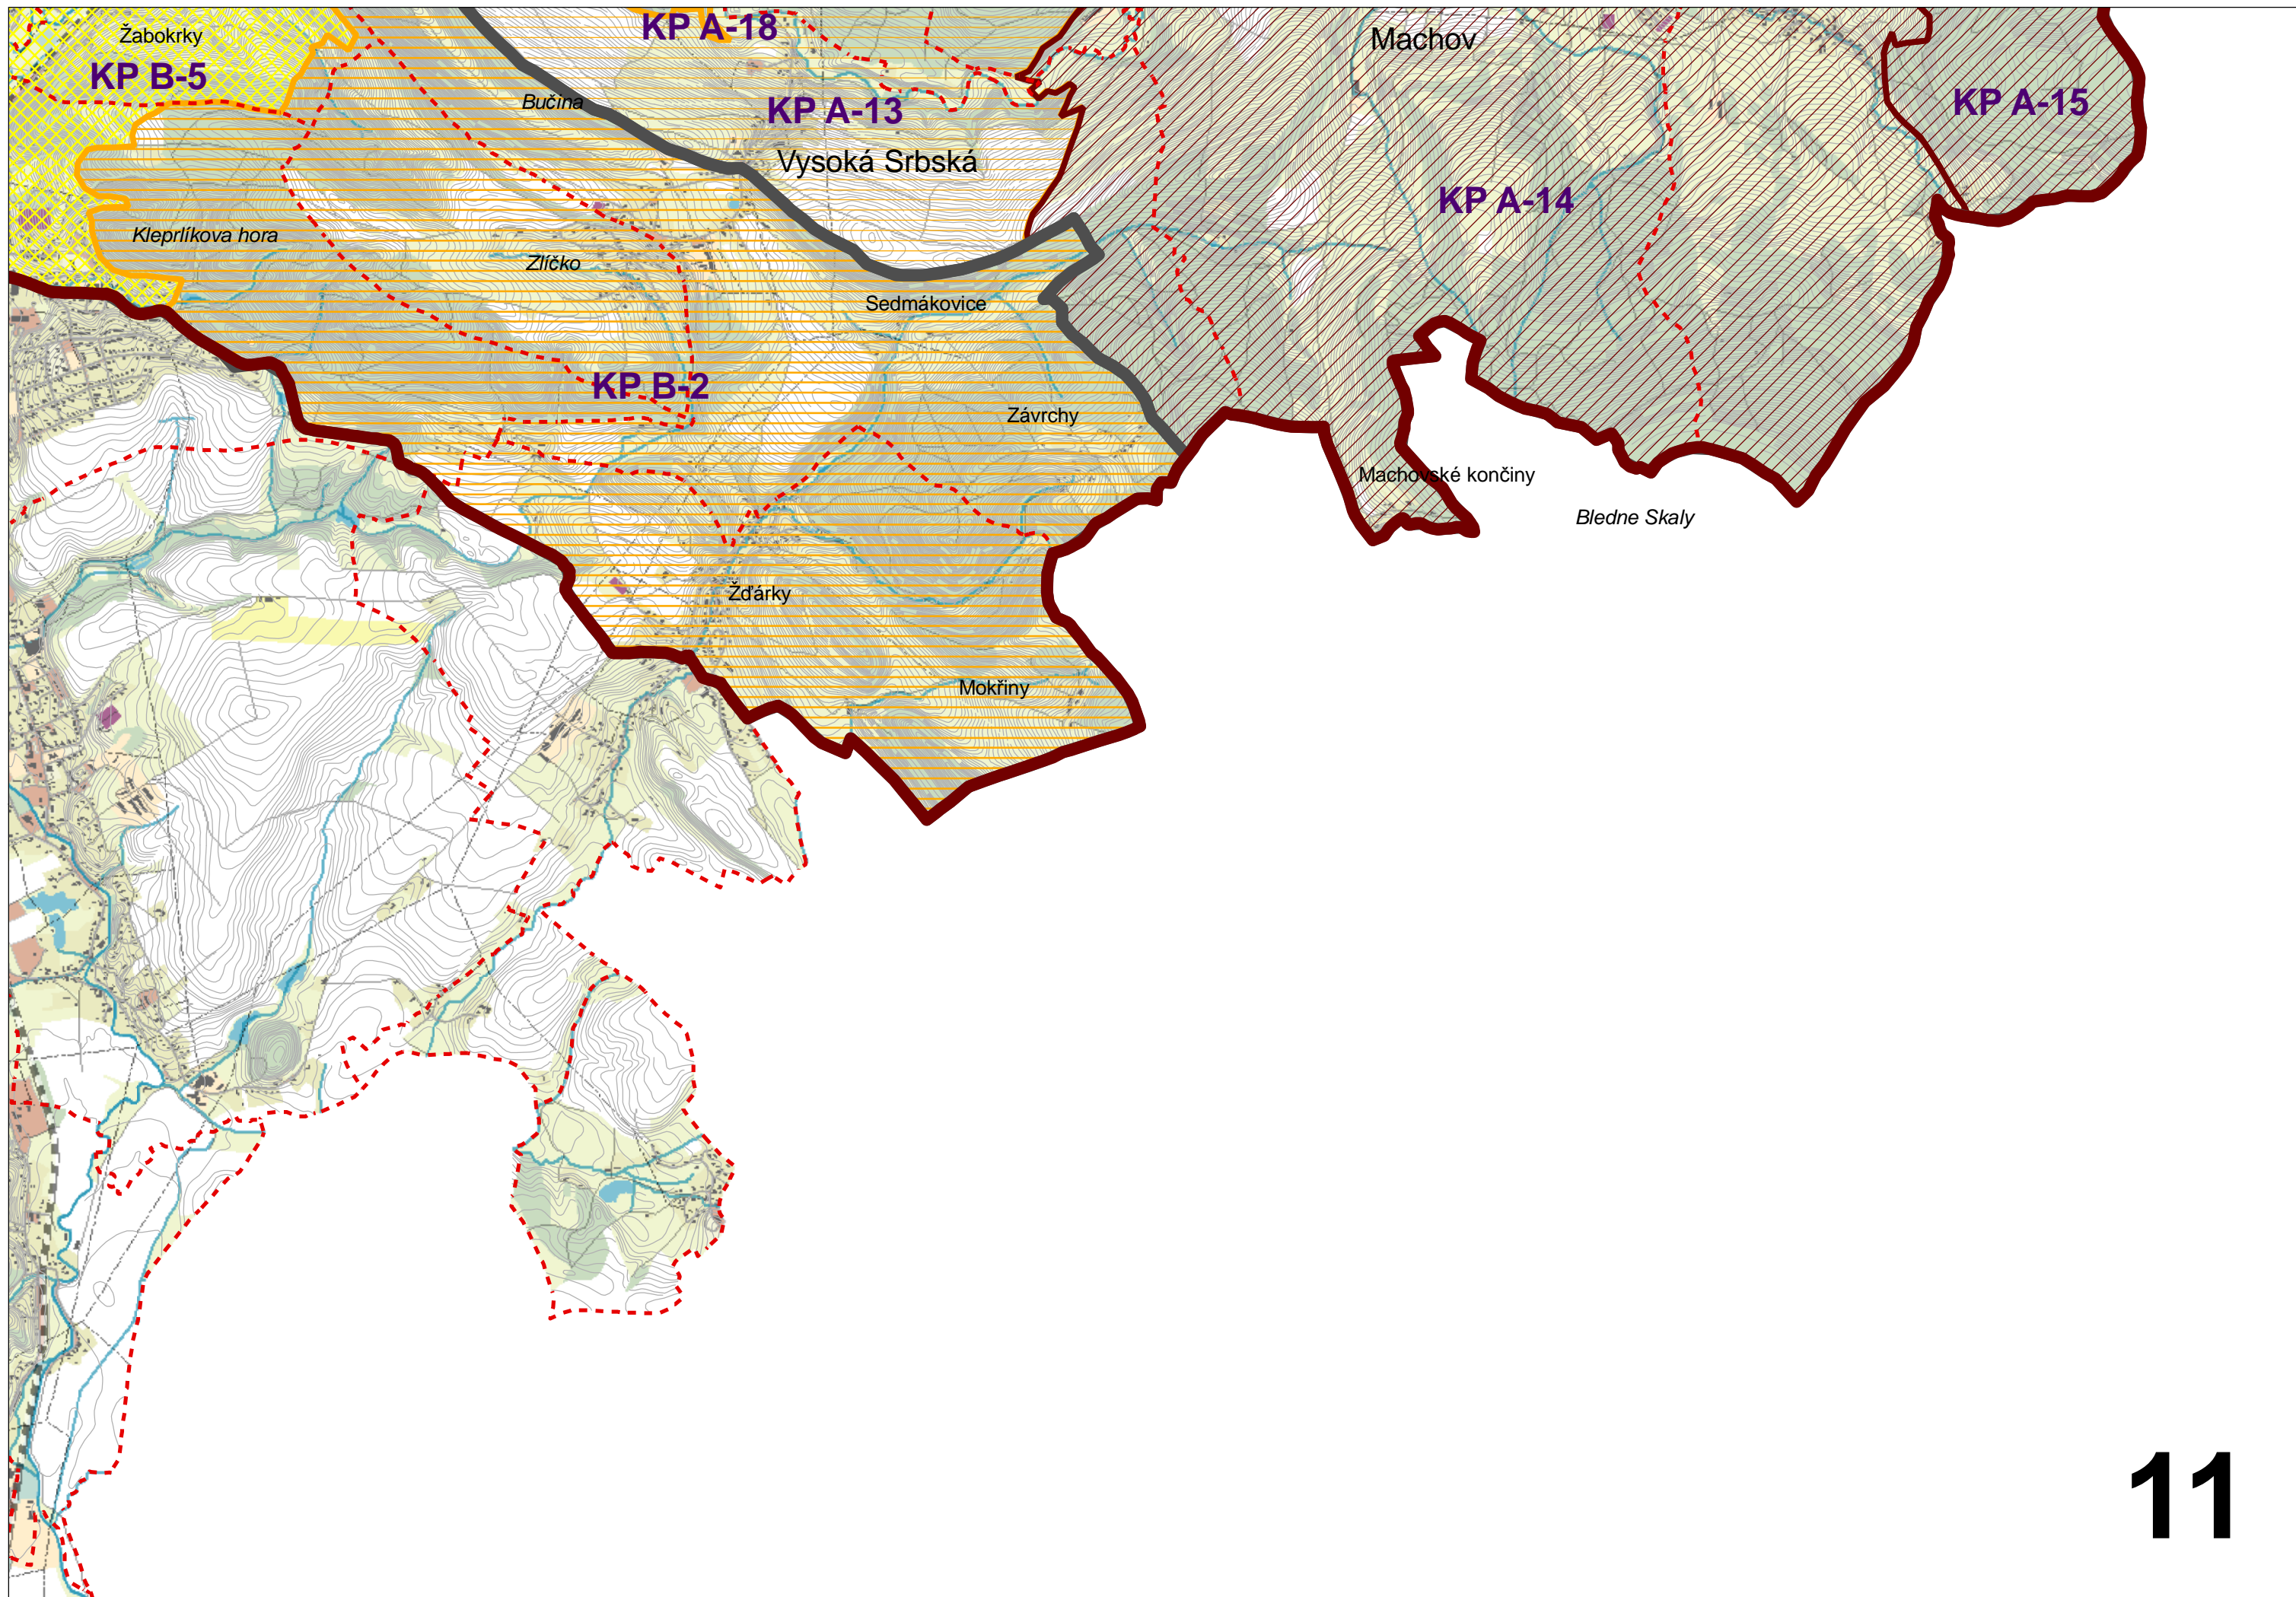 KP A-18
Žabokrky
Machov
KP B-5
Bučina
KP A-13
KP A-15
Vysoká Srbská
KP A-14
Kleprlíkova hora
Zlíčko
Sedmákovice
KP B-2
Závrchy
Machovské končiny
Bledne Skaly
Žďárky
Mokřiny
11